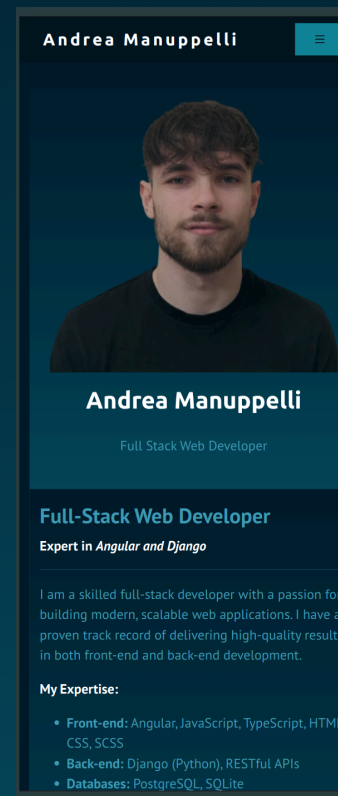 Andrea Manuppelli
Andrea Manuppelli
Full Stack Web Developer
Full-Stack Web Developer
Expert in Angular and Django
I am a skilled full-stack developer with a passion for
building modern, scalable web applications. I have a
proven track record of delivering high-quality result
in both front-end and back-end development.
My Expertise:
• Front-end: Angular, JavaScript, TypeScript, HTM
CSS, SCSS
• Back-end: Django (Python), RESTful APIs
• Databases: PostgreSQL, SQLite